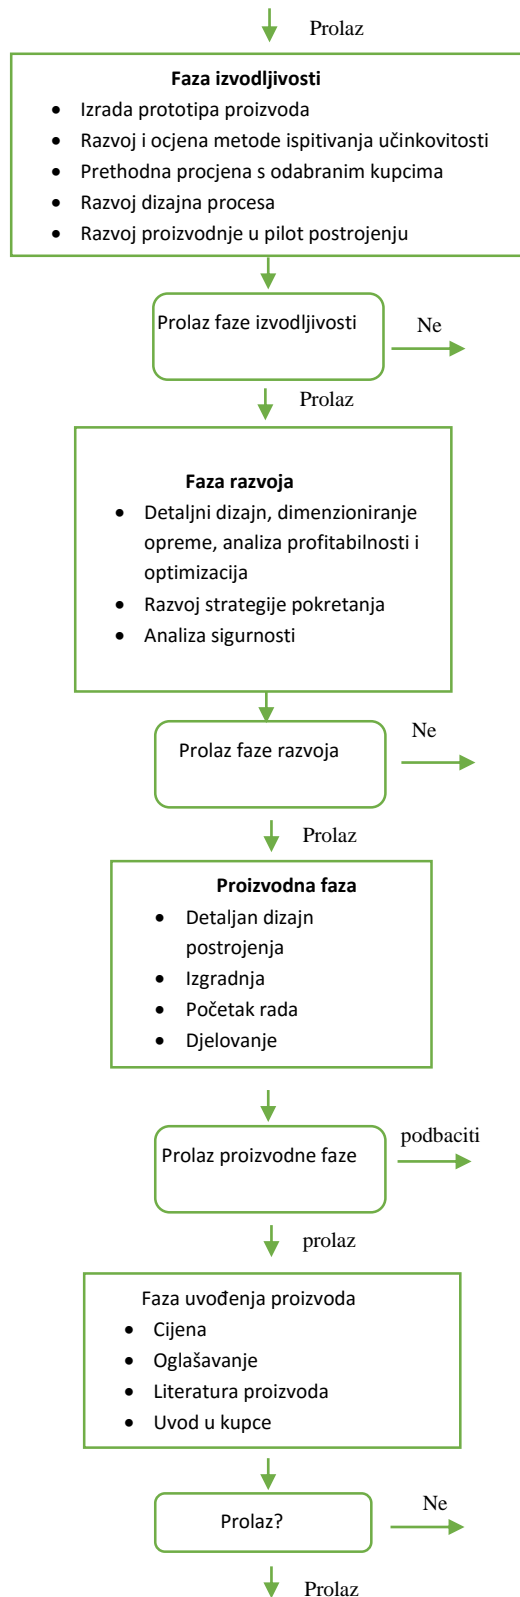 Prolaz
Faza izvodljivosti
• Izrada prototipa proizvoda
• Razvoj i ocjena metode ispitivanja učinkovitosti
• Prethodna procjena s odabranim kupcima
• Razvoj dizajna procesa
• Razvoj proizvodnje u pilot postrojenju
Prolaz faze izvodljivosti
Ne
Prolaz
Faza razvoja
• Detaljni dizajn, dimenzioniranje
opreme, analiza profitabilnosti i
optimizacija
• Razvoj strategije pokretanja
• Analiza sigurnosti
Ne
Prolaz faze razvoja
Prolaz
Proizvodna faza
• Detaljan dizajn
postrojenja
• Izgradnja
• Početak rada
• Djelovanje
podbaciti
Prolaz proizvodne faze
prolaz
Faza uvođenja proizvoda
• Cijena
• Oglašavanje
• Literatura proizvoda
• Uvod u kupce
Ne
Prolaz?
Prolaz